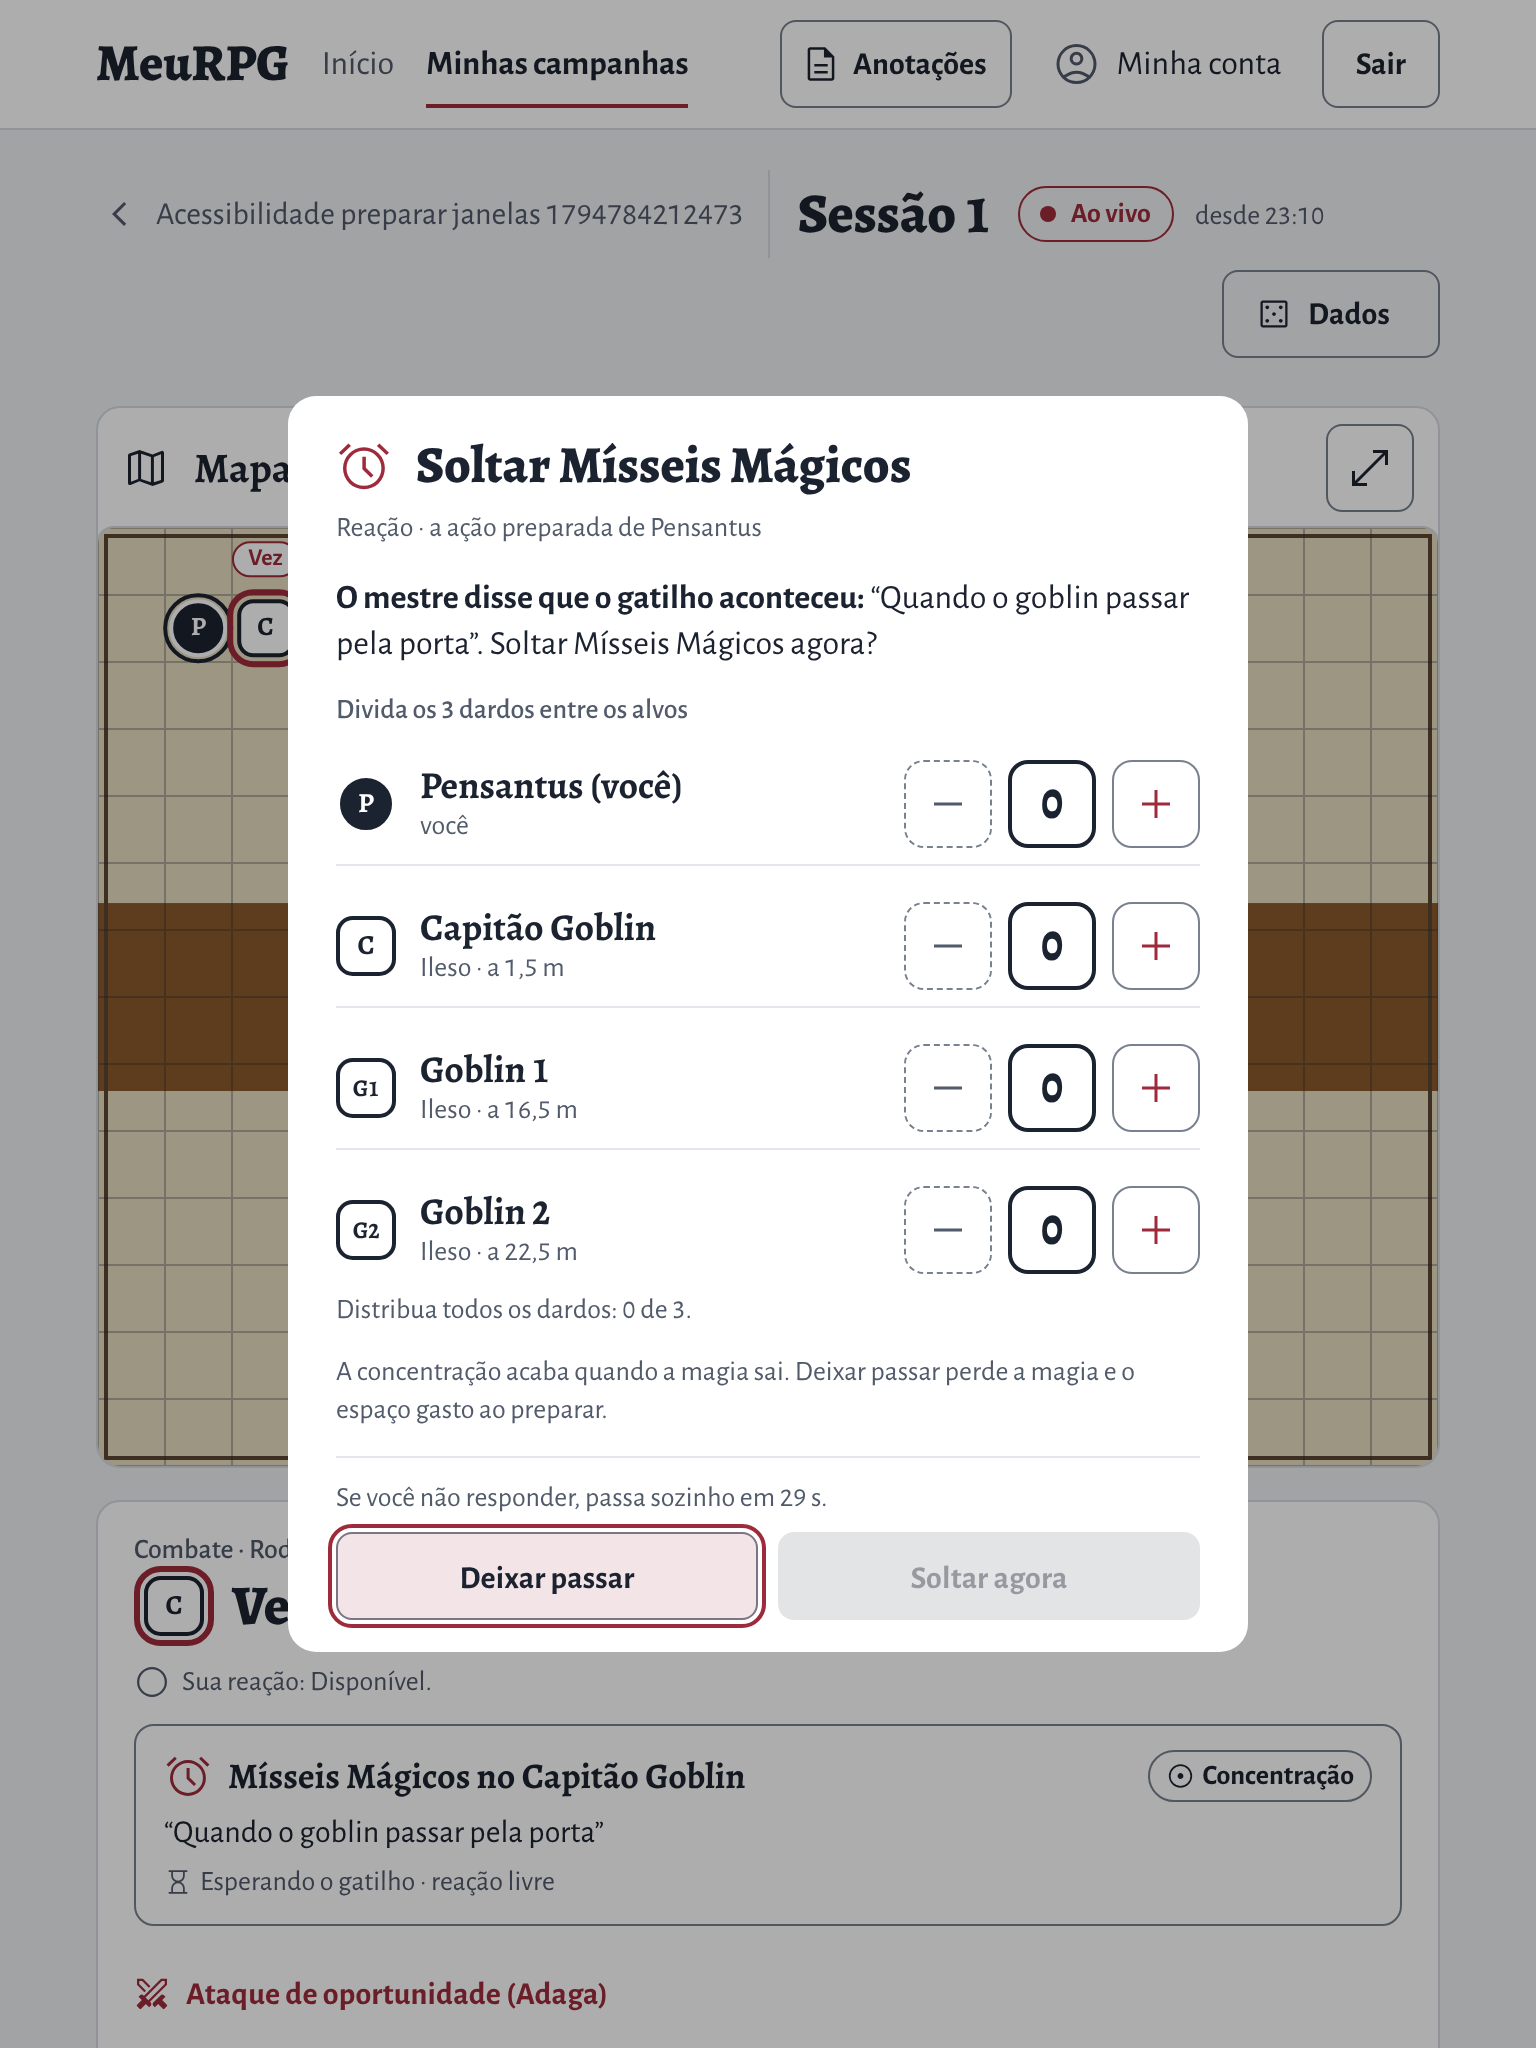 MeuRPG
Início
Minhas campanhas
Anotações
Minha conta
Sair
Acessibilidade preparar janelas 1794784212473
Sessão 1
Ao vivo
desde 23:10
Dados
Mapa
Vez
P
C
Soltar Mísseis Mágicos
Reação · a ação preparada de Pensantus
O mestre disse que o gatilho aconteceu: “Quando o goblin passar
pela porta”. Soltar Mísseis Mágicos agora?
Divida os 3 dardos entre os alvos
P
Pensantus (você)
você
0
C
Capitão Goblin
Ileso · a 1,5 m
0
G1
Goblin 1
Ileso · a 16,5 m
0
G2
Goblin 2
Ileso · a 22,5 m
0
Distribua todos os dardos: 0 de 3.
A concentração acaba quando a magia sai. Deixar passar perde a magia e o
espaço gasto ao preparar.
Se você não responder, passa sozinho em 29 s.
Deixar passar
Soltar agora
Combate · Rod
C
Ve
Sua reação: Disponível.
Mísseis Mágicos no Capitão Goblin
Concentração
“Quando o goblin passar pela porta”
Esperando o gatilho · reação livre
Ataque de oportunidade (Adaga)